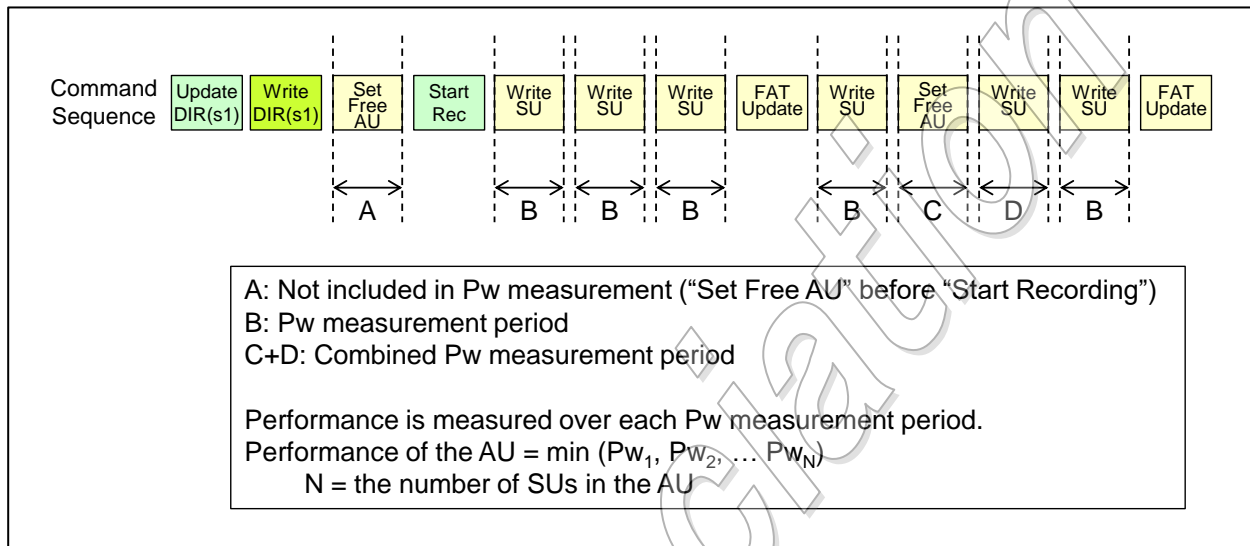 Command Sequence
Update DIR(s1)
Write DIR(s1)
Set Free AU
Start Rec
Write SU
Write SU
Write SU
FAT Update
Write SU
Set Free AU
Write SU
Write SU
FAT Update
A
B
B
B
B
C
D
B
A: Not included in Pw measurement (“Set Free AU” before “Start Recording”)
B: Pw measurement period
C+D: Combined Pw measurement period
Performance is measured over each Pw measurement period.
Performance of the AU = min (Pw1, Pw2, … PwN)
N = the number of SUs in the AU
ciation